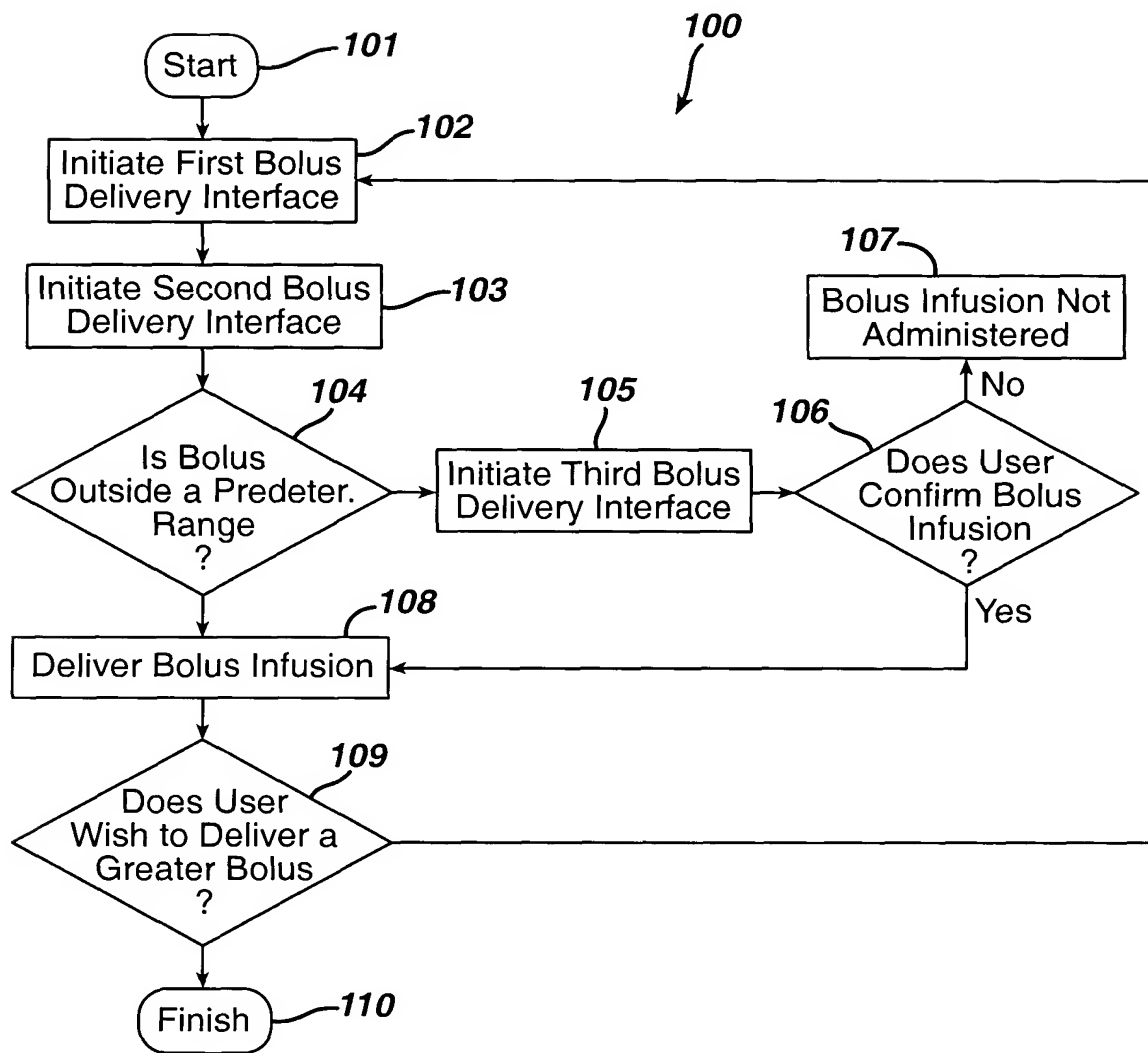 100
101
Start
102
Initiate First Bolus
Delivery Interface
Initiate Second Bolus
Delivery Interface
103
107
Bolus Infusion Not
Administered
No
104
Is Bolus
Outside a Predeter.
Range
?
105
Initiate Third Bolus
Delivery Interface
106
Does User
Confirm Bolus
Infusion
?
Yes
108
Deliver Bolus Infusion
109
Does User
Wish to Deliver a
Greater Bolus
?
Finish
110